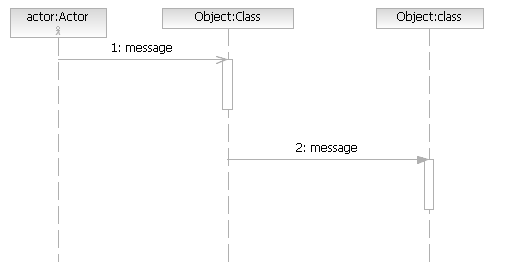 actor:Actor
Object:Class
Object:class
1: message
2: message